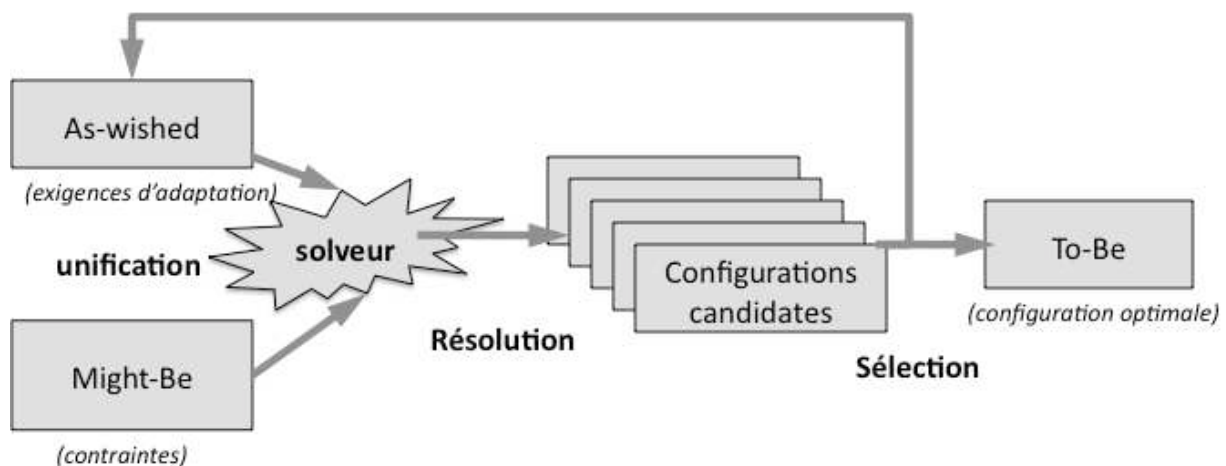 As-wished
(exigences d'adaptation)
unification
solveur
Might-Be
(contraintes)
Résolution
Configurations
candidates
Sélection
To-Be
(configuration optimale)